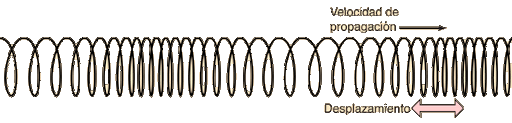 Velocidad de
propagación
Desplazamiento